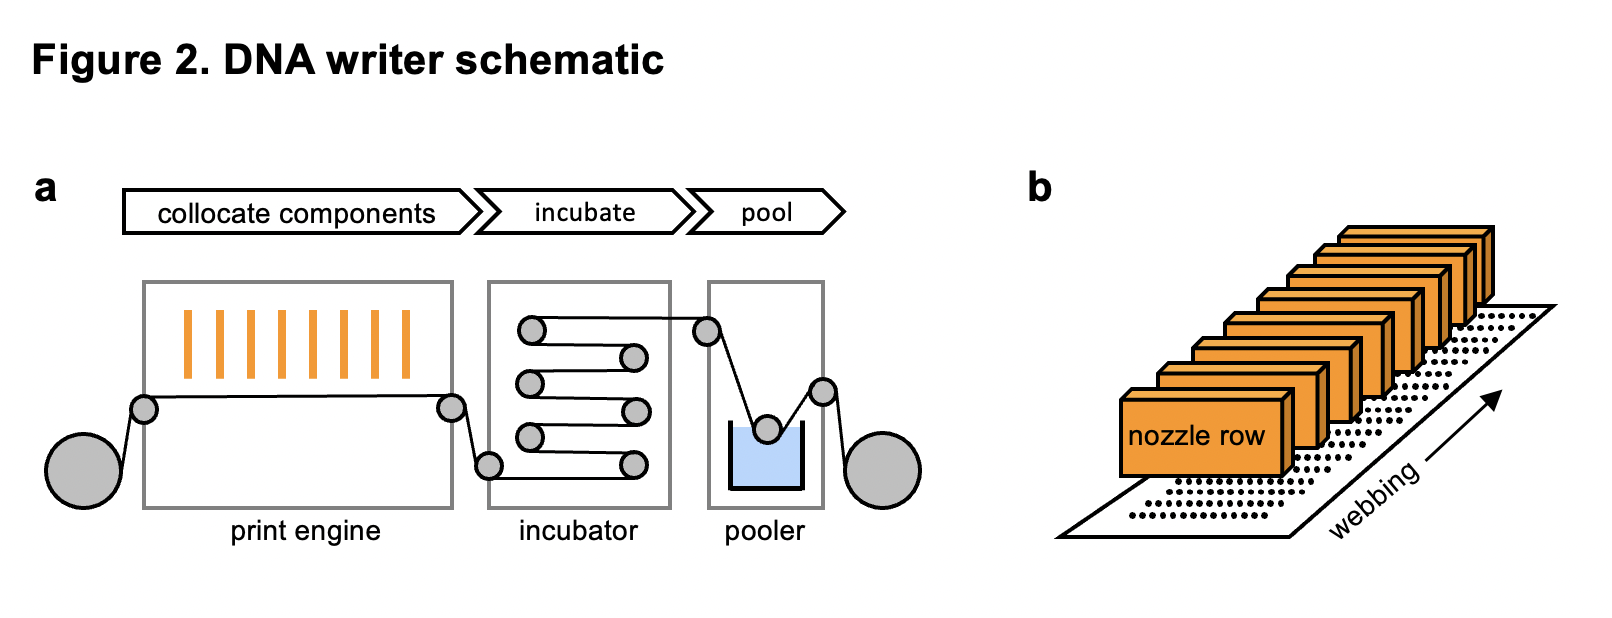 Figure 2. DNA writer schematic
a
collocate components
incubate
pool
print engine
incubator
pooler
b
nozzle row
webbing